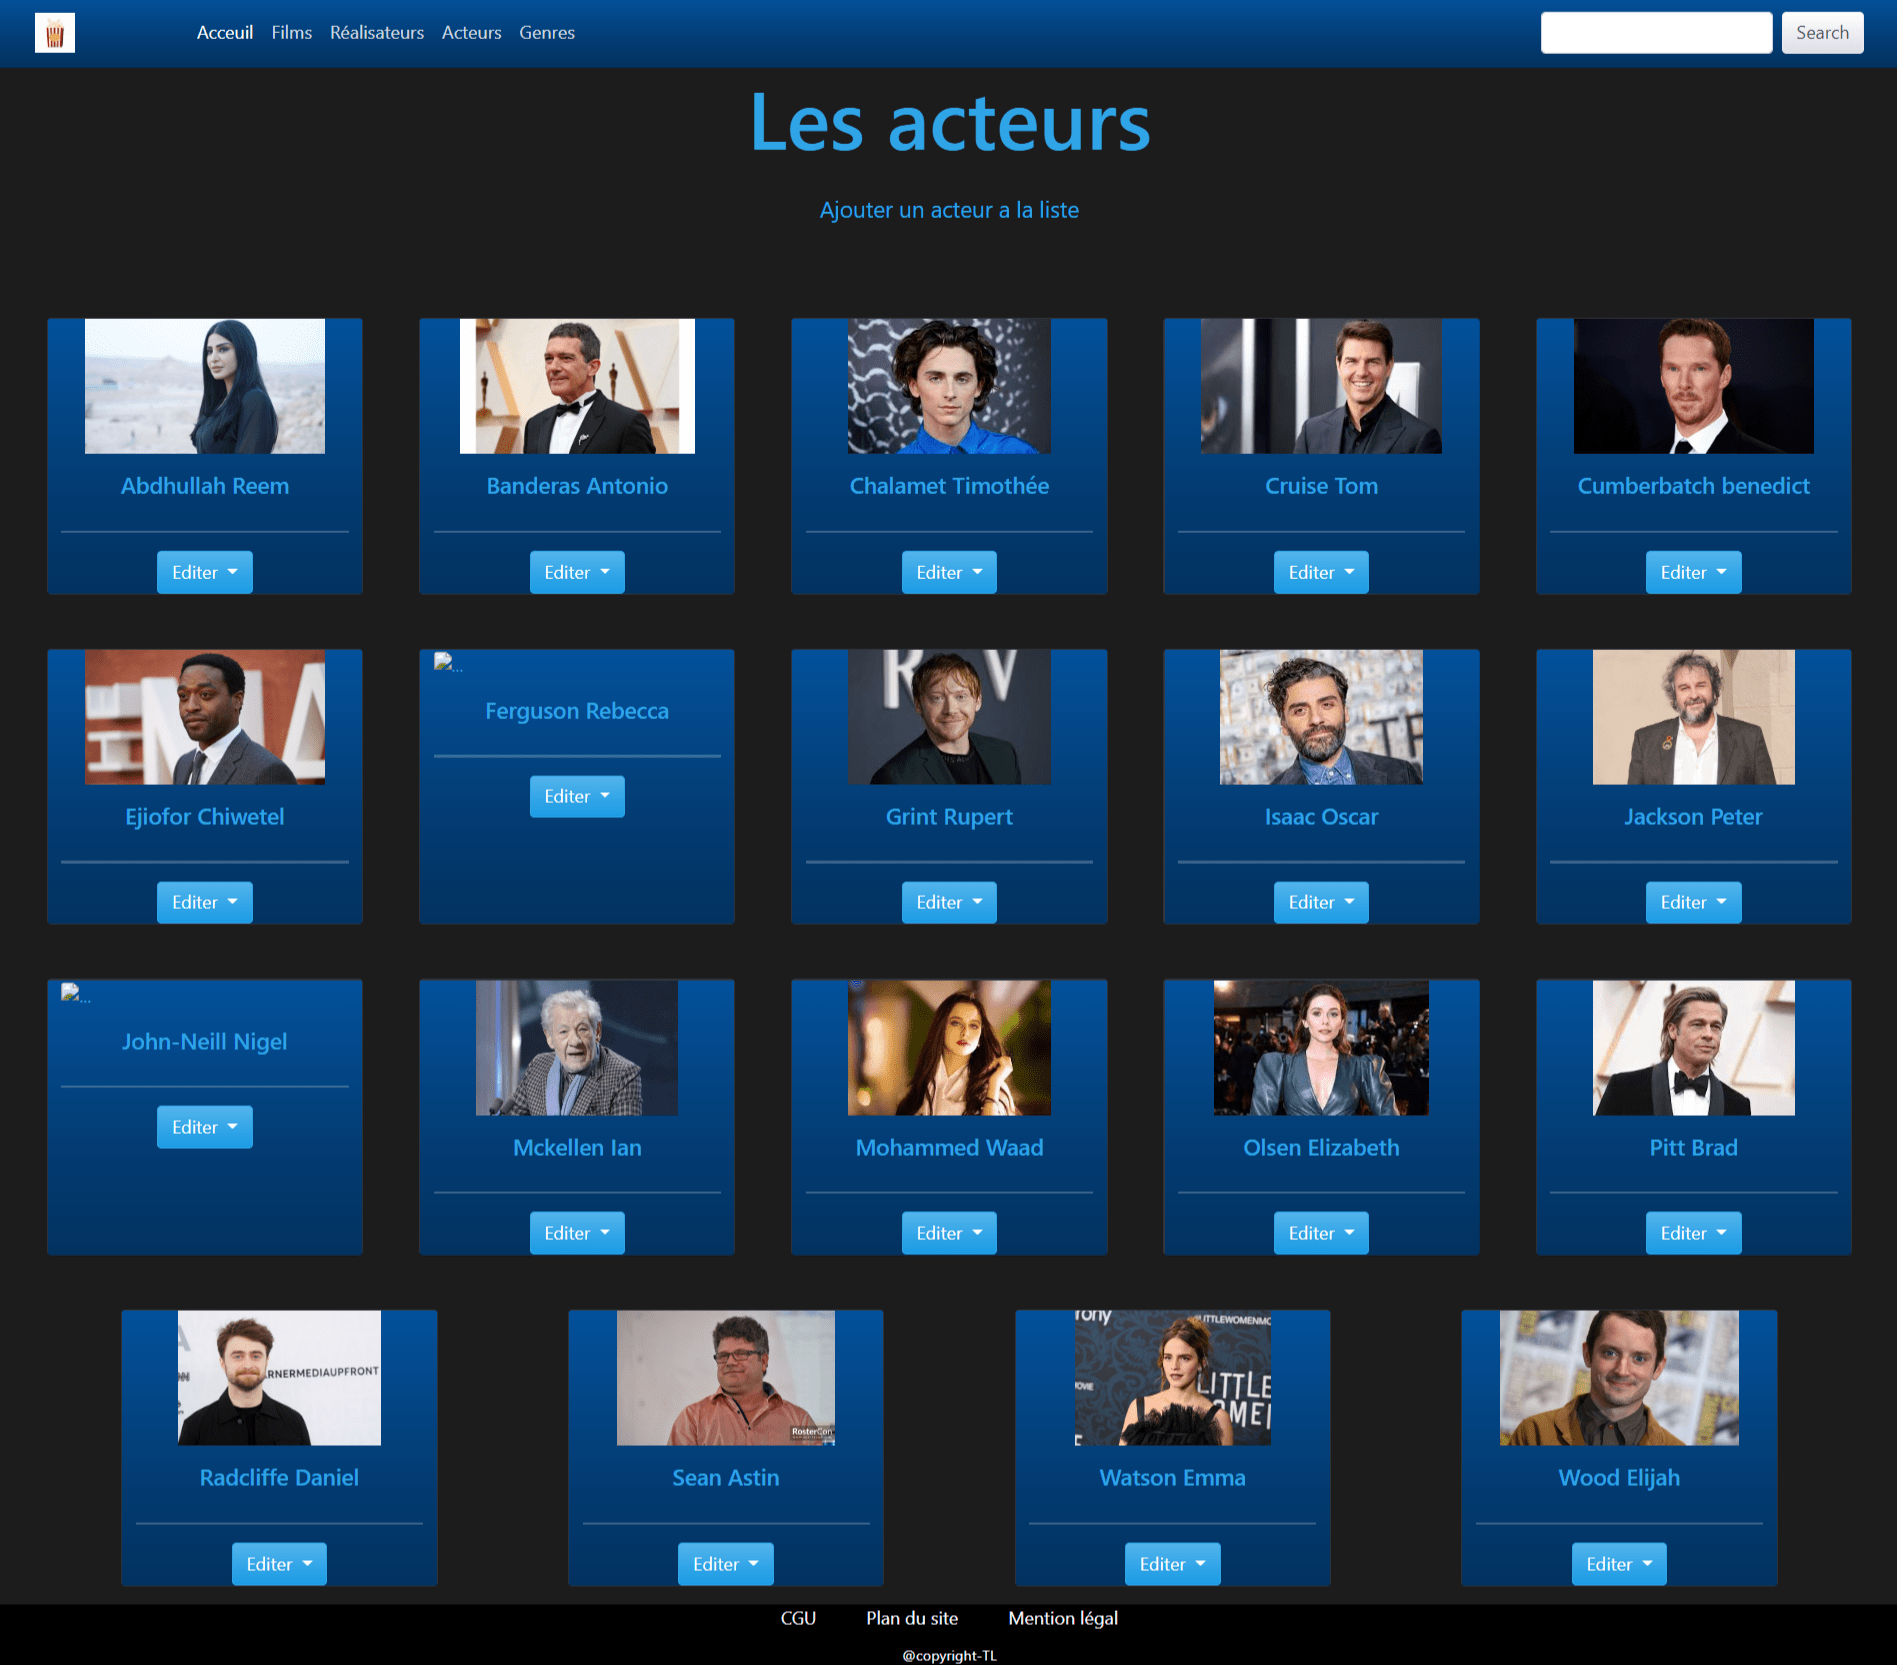 Acceuil Films Réalisateurs Acteurs Genres Search
Les acteurs
Ajouter un acteur a la liste
Abdhullah Reem
Editer
Banderas Antonio
Editer
Chalamet Timothée
Editer
Cruise Tom
Editer
Cumberbatch benedict
Editer
Ejiofor Chiwetel
Editer
...
Ferguson Rebecca
Editer
Grint Rupert
Editer
Isaac Oscar
Editer
Jackson Peter
Editer
...
John-Neill Nigel
Editer
Mckellen Ian
Editer
Mohammed Waad
Editer
Olsen Elizabeth
Editer
Pitt Brad
Editer
RNERMEDIAUPFRONT
Radcliffe Daniel
Editer
RosterCon
Sean Astin
Editer
rony
LITTLEWOMENMO
OVIE
LITTLE
OMEN
Watson Emma
Editer
Wood Elijah
Editer
CGU Plan du site Mention légal
@copyright-TL